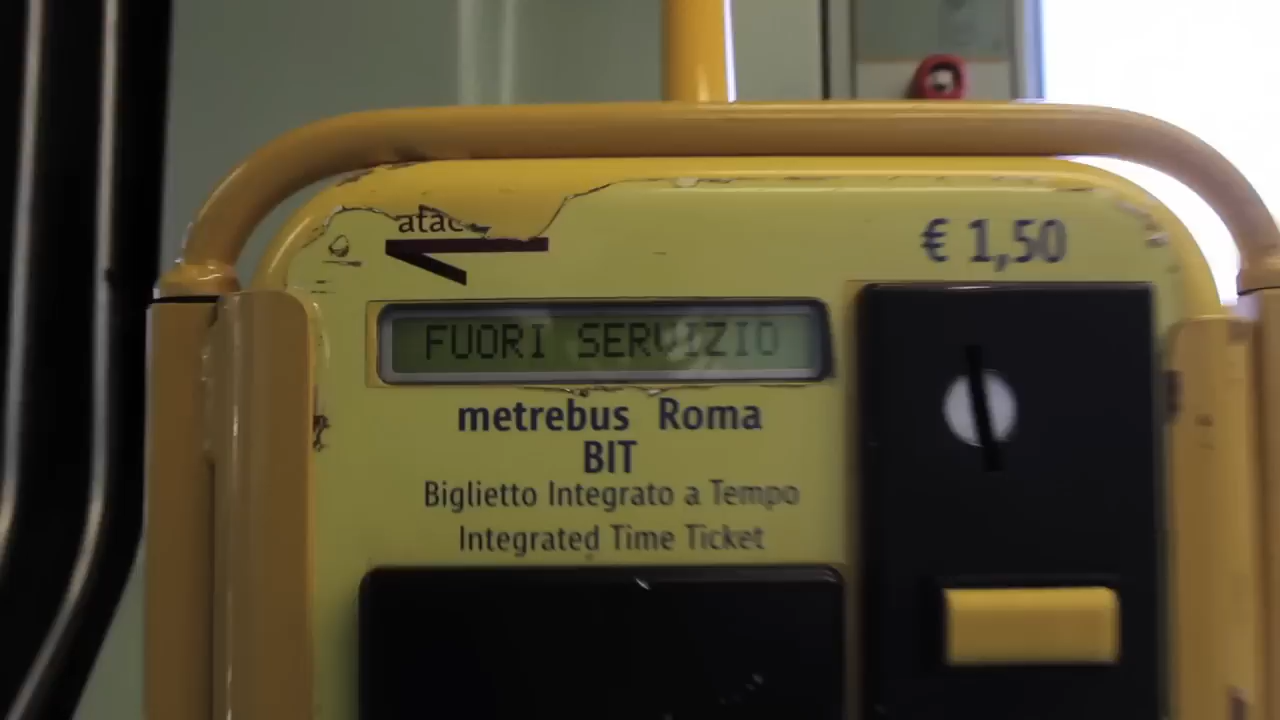 atac
€ 1,50
FUORI SERVIZIO
metrebus Roma
BIT
Biglietto Integrato a Tempo
Integrated Time Ticket